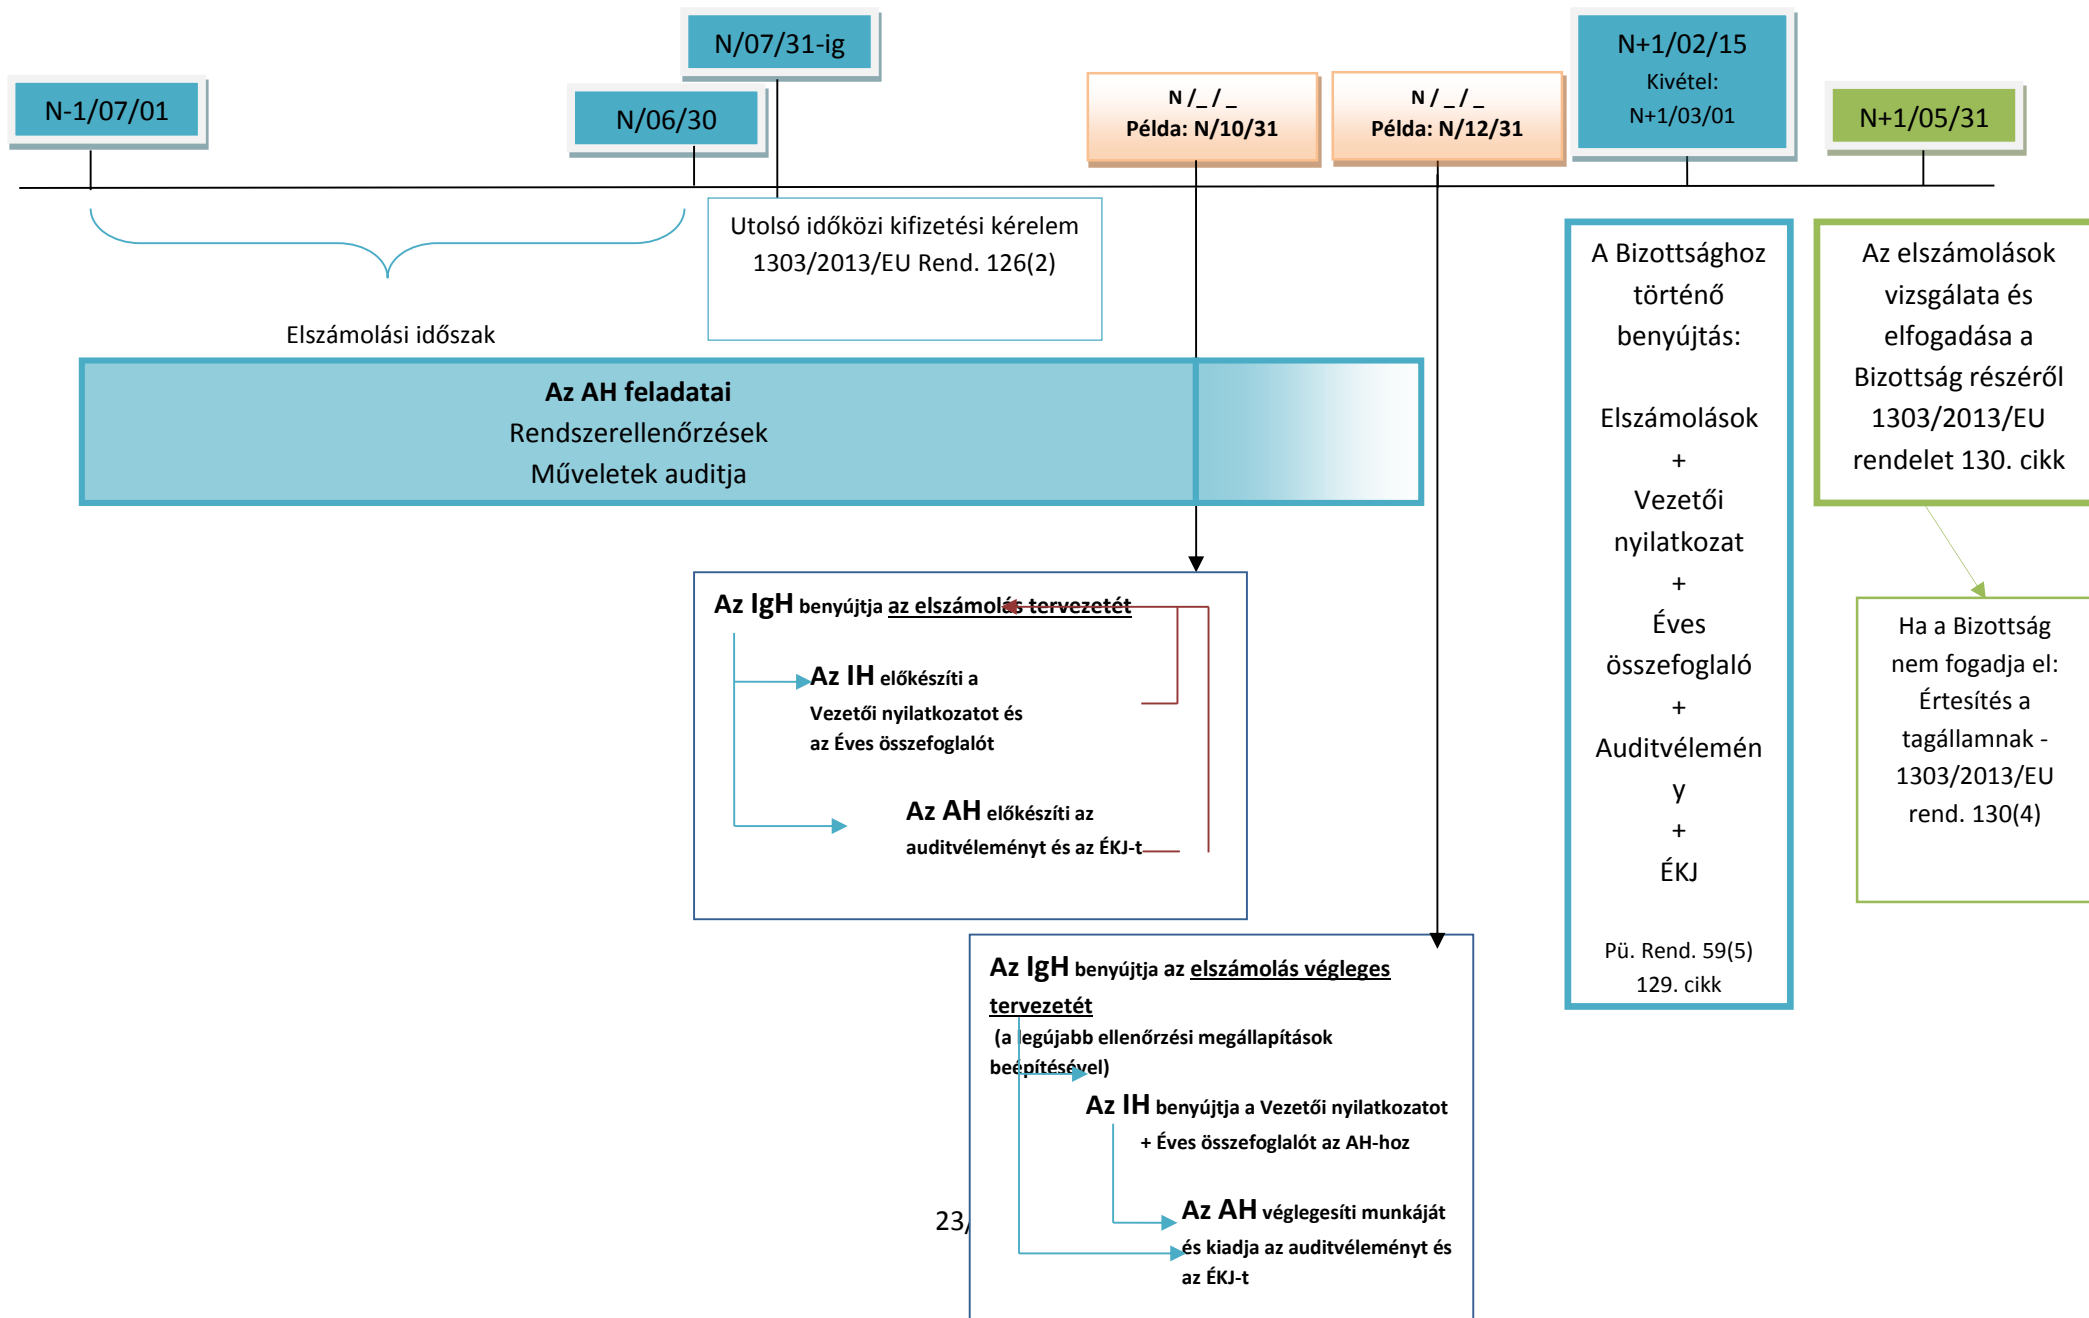 N-1/07/01
N/06/30
N/07/31-ig
N /_ / _
Példa: N/10/31
N / _ / _
Példa: N/12/31
N+1/02/15
Kivétel:
N+1/03/01
N+1/05/31
Elszámolási időszak
Utolsó időközi kifizetési kérelem
1303/2013/EU Rend. 126(2)
Az AH feladatai
Rendszerellenőrzések
Műveletek auditja
Az IgH benyújtja az elszámolás tervezetét
Az IH előkészíti a
Vezetői nyilatkozatot és
az Éves összefoglalót
Az AH előkészíti az
auditvéleményt és az ÉKJ-t
Az IgH benyújtja az elszámolás végleges
tervezetét
(a legújabb ellenőrzési megállapítások
beépítésével)
Az IH benyújtja a Vezetői nyilatkozatot
+ Éves összefoglalót az AH-hoz
Az AH véglegesíti munkáját
és kiadja az auditvéleményt és
az ÉKJ-t
23/
A Bizottsághoz
történő
benyújtás:
Elszámolások
+
Vezetői
nyilatkozat
+
Éves
összefoglaló
+
Auditvélemén
y
+
ÉKJ
Pü. Rend. 59(5)
129. cikk
Az elszámolások
vizsgálata és
elfogadása a
Bizottság részéről
1303/2013/EU
rendelet 130. cikk
Ha a Bizottság
nem fogadja el:
Értesítés a
tagállamnak -
1303/2013/EU
rend. 130(4)